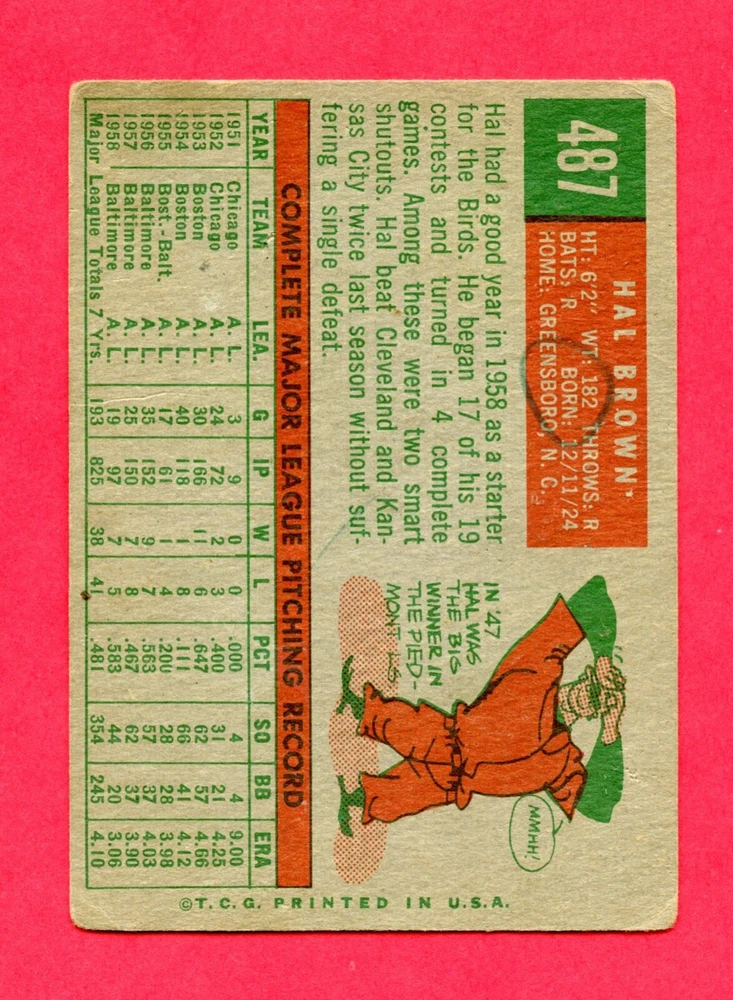 487
HAL BROWN
HT: 6'2" WT: 182 THROWS: R
BATS: R BORN: 12/11/24
HOME: GREENSBORO, N. C.
Hal had a good year in 1958 as a starter
for the Birds. He began 17 of his 19
contests and turned in 4 complete
games. Among these were two smart
shutouts. Hal beat Cleveland and Kan-
sas City twice last season without suf-
fering a single defeat.
IN '47
HAL WAS
THE BIG
WINNER IN
THE PIED-
MONT LG
MMHH!
COMPLETE MAJOR LEAGUE PITCHING RECORD
YEAR TEAM LEA. G IP W L PCT SO BB ERA
1951 Chicago A. L. 3 9 0 0 .000 4 4 9.00
1952 Chicago A. L. 24 72 2 3 .400 31 21 4.25
1953 Boston A. L. 30 166 11 6 .647 62 57 4.66
1954 Boston A. L. 40 118 1 8 .111 66 41 4.12
1955 Bost.-Balt. A. L. 17 61 1 4 .200 28 28 3.98
1956 Baltimore A. L. 35 152 9 7 .563 57 37 4.03
1957 Baltimore A. L. 25 150 7 8 .467 62 37 3.90
1958 Baltimore A. L. 19 97 7 5 .583 44 20 3.06
Major League Totals 7 Yrs. 193 825 38 41 .481 354 245 4.10
©T.C.G. PRINTED IN U.S.A.